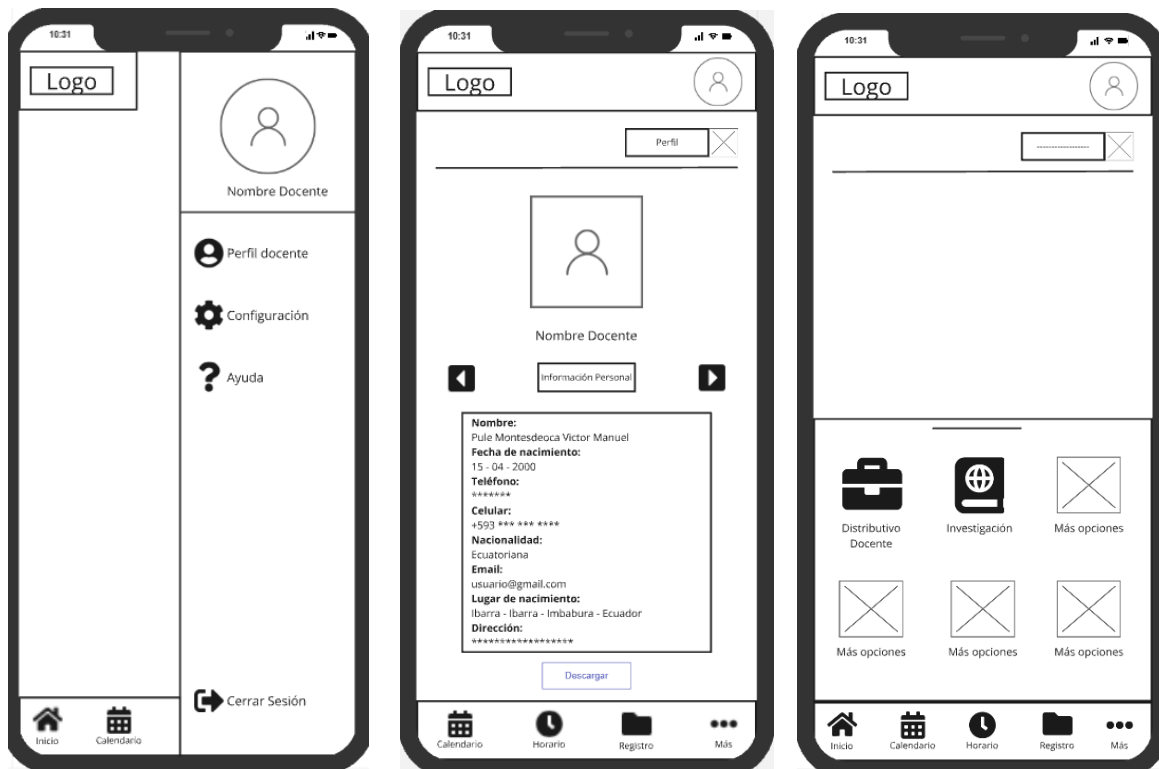 10:31
Logo
Nombre Docente
Perfil docente
Configuración
Ayuda
Cerrar Sesión
Inicio
Calendario
10:31
Logo
Perfil
Nombre Docente
Información Personal
Nombre:
Pule Montesdeoca Victor Manuel
Fecha de nacimiento:
15 - 04 - 2000
Teléfono:
*******
Celular:
+593 *** *** ****
Nacionalidad:
Ecuatoriana
Email:
usuario@gmail.com
Lugar de nacimiento:
Ibarra - Ibarra - Imbabura - Ecuador
Dirección:
******************
Descargar
Calendario
Horario
Registro
Más
10:31
Logo
--------------------
Distributivo
Docente
Investigación
Más opciones
Más opciones
Más opciones
Más opciones
Inicio
Calendario
Horario
Registro
Más